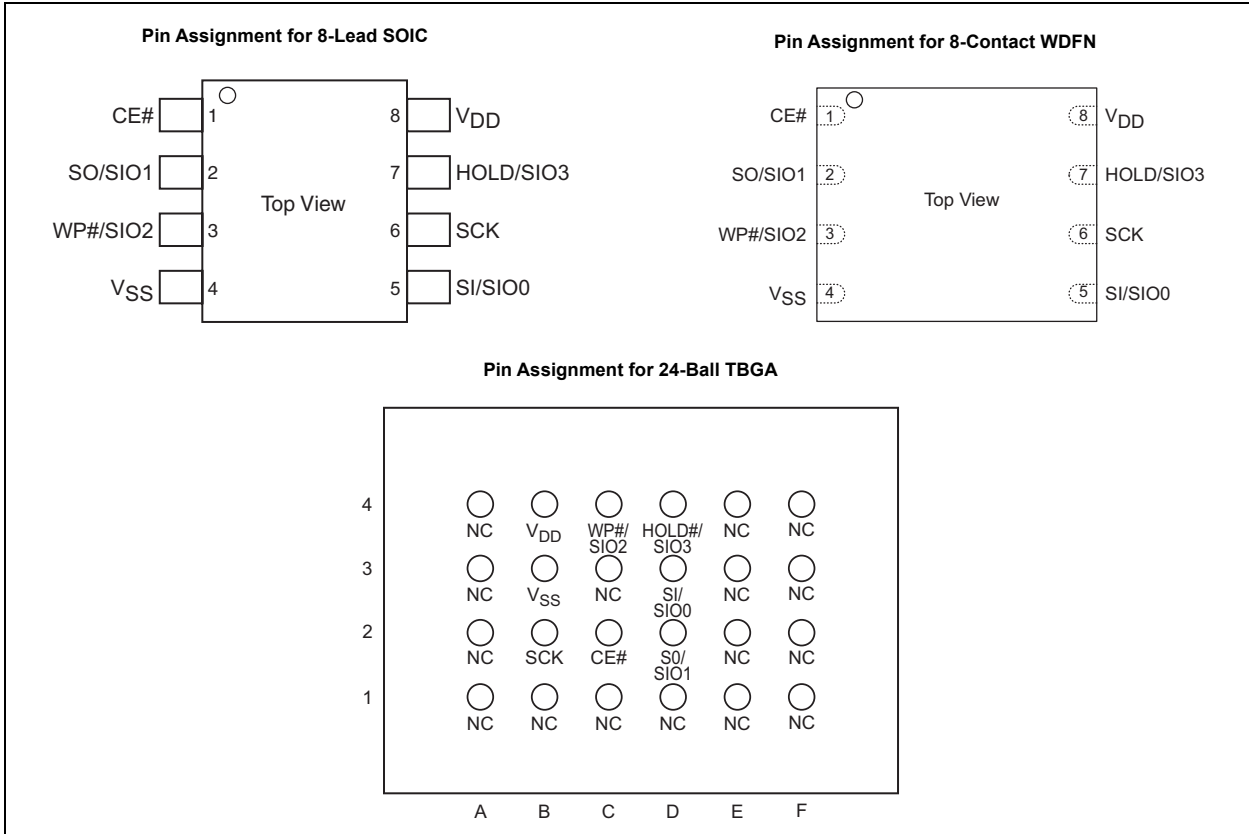 Pin Assignment for 8-Lead SOIC
CE# 1 8 VDD
SO/SIO1 2 7 HOLD/SIO3
Top View
WP#/SIO2 3 6 SCK
VSS 4 5 SI/SIO0
Pin Assignment for 8-Contact WDFN
CE# 1 8 VDD
SO/SIO1 2 7 HOLD/SIO3
Top View
WP#/SIO2 3 6 SCK
VSS 4 5 SI/SIO0
Pin Assignment for 24-Ball TBGA
4
NC VDD WP#/ HOLD#/ NC NC
SIO2 SIO3
3
NC VSS NC SI/ NC NC
SIO0
2
NC SCK CE# S0/ NC NC
SIO1
1
NC NC NC NC NC NC
A B C D E F